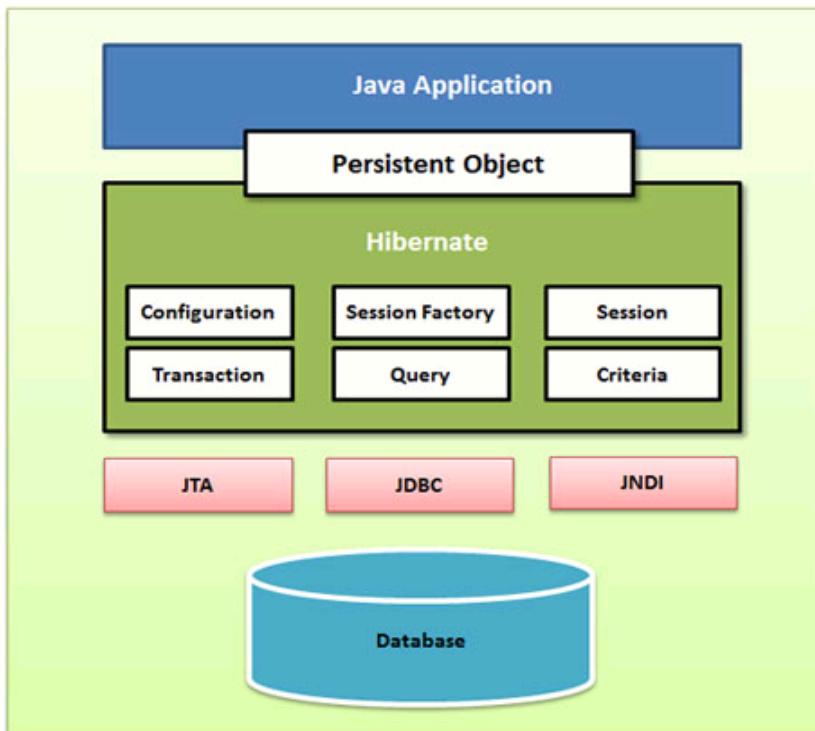 Java Application
Persistent Object
Hibernate
Configuration
Session Factory
Session
Transaction
Query
Criteria
JTA
JDBC
JNDI
Database